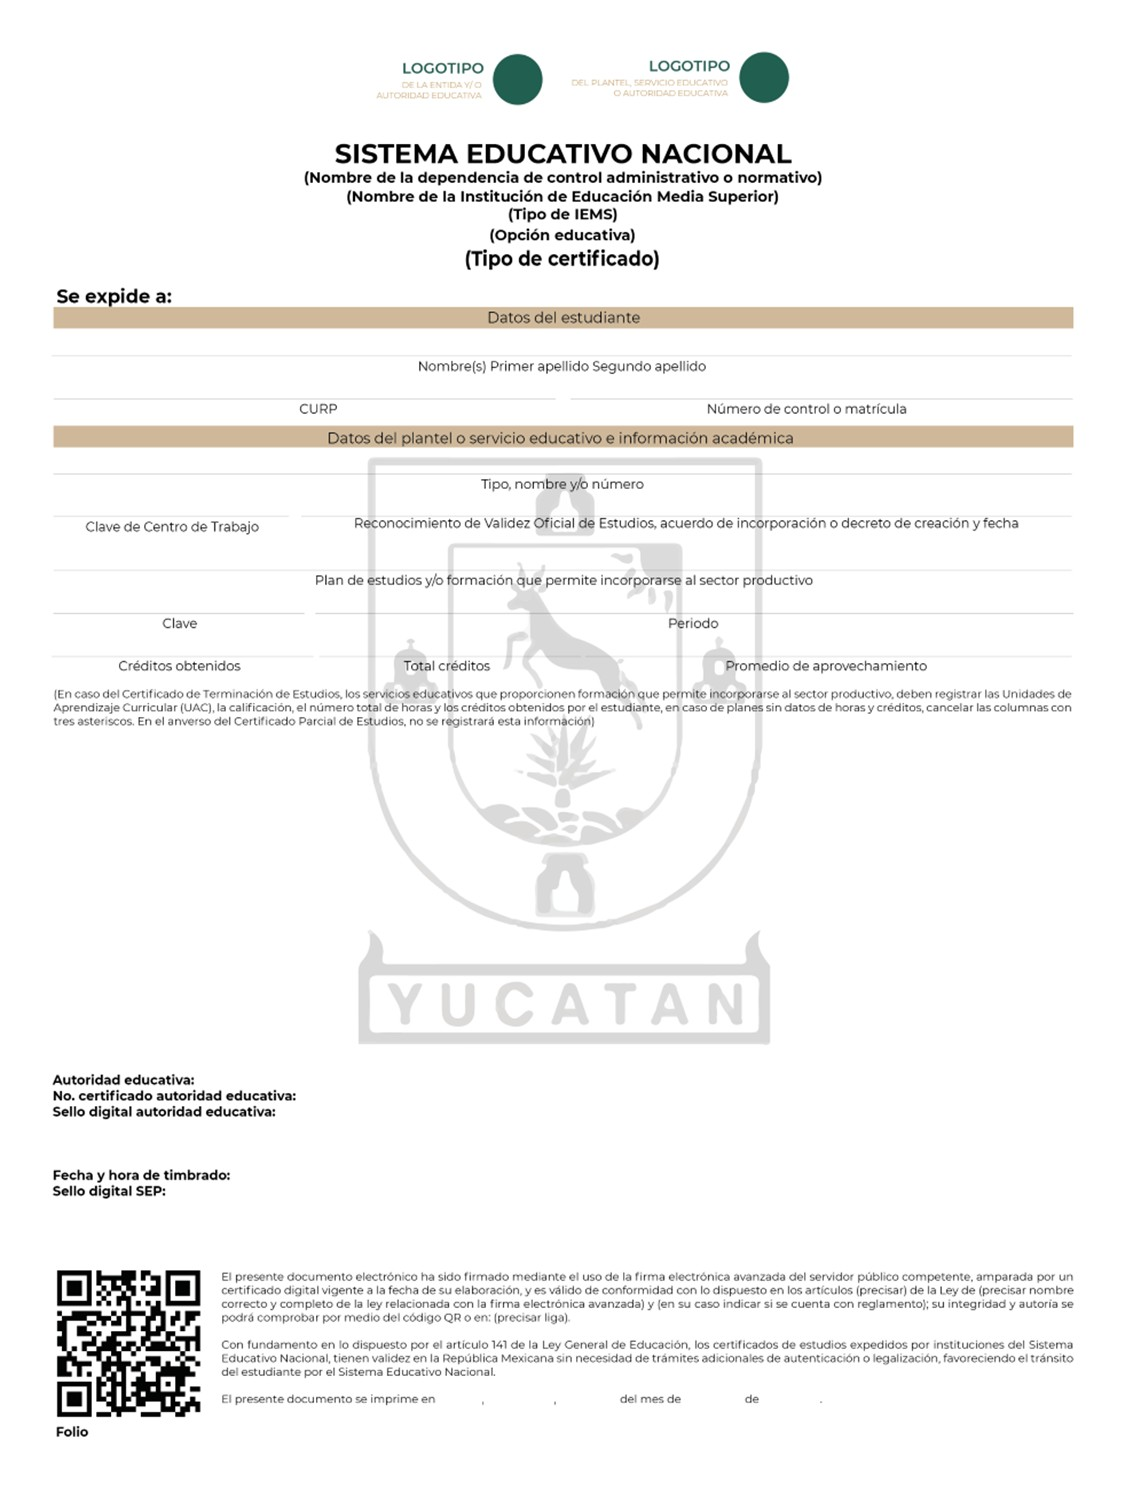 LOGOTIPO
DE LA ENTIDA Y/ O
AUTORIDAD EDUCATIVA
LOGOTIPO
DEL PLANTEL, SERVICIO EDUCATIVO
O AUTORIDAD EDUCATIVA
SISTEMA EDUCATIVO NACIONAL
(Nombre de la dependencia de control administrativo o normativo)
(Nombre de la Institución de Educación Media Superior)
(Tipo de IEMS)
(Opción educativa)
(Tipo de certificado)
Se expide a:
Datos del estudiante
Nombre(s) Primer apellido Segundo apellido
CURP Número de control o matrícula
Datos del plantel o servicio educativo e información académica
Tipo, nombre y/o número
Clave de Centro de Trabajo Reconocimiento de Validez Oficial de Estudios, acuerdo de incorporación o decreto de creación y fecha
Plan de estudios y/o formación que permite incorporarse al sector productivo
Clave Periodo
Créditos obtenidos Total créditos Promedio de aprovechamiento
(En caso del Certificado de Terminación de Estudios, los servicios educativos que proporcionen formación que permite incorporarse al sector productivo, deben registrar las Unidades de
Aprendizaje Curricular (UAC), la calificación, el número total de horas y los créditos obtenidos por el estudiante, en caso de planes sin datos de horas y créditos, cancelar las columnas con
tres asteriscos. En el anverso del Certificado Parcial de Estudios, no se registrará esta información)
YUCATAN
Autoridad educativa:
No. certificado autoridad educativa:
Sello digital autoridad educativa:
Fecha y hora de timbrado:
Sello digital SEP:
El presente documento electrónico ha sido firmado mediante el uso de la firma electrónica avanzada del servidor público competente, amparada por un
certificado digital vigente a la fecha de su elaboración, y es válido de conformidad con lo dispuesto en los artículos (precisar) de la Ley de (precisar nombre
correcto y completo de la ley relacionada con la firma electrónica avanzada) y (en su caso indicar si se cuenta con reglamento); su integridad y autoría se
podrá comprobar por medio del código QR o en: (precisar liga).
Con fundamento en lo dispuesto por el artículo 141 de la Ley General de Educación, los certificados de estudios expedidos por instituciones del Sistema
Educativo Nacional, tienen validez en la República Mexicana sin necesidad de trámites adicionales de autenticación o legalización, favoreciendo el tránsito
del estudiante por el Sistema Educativo Nacional.
El presente documento se imprime en , , del mes de de .
Folio